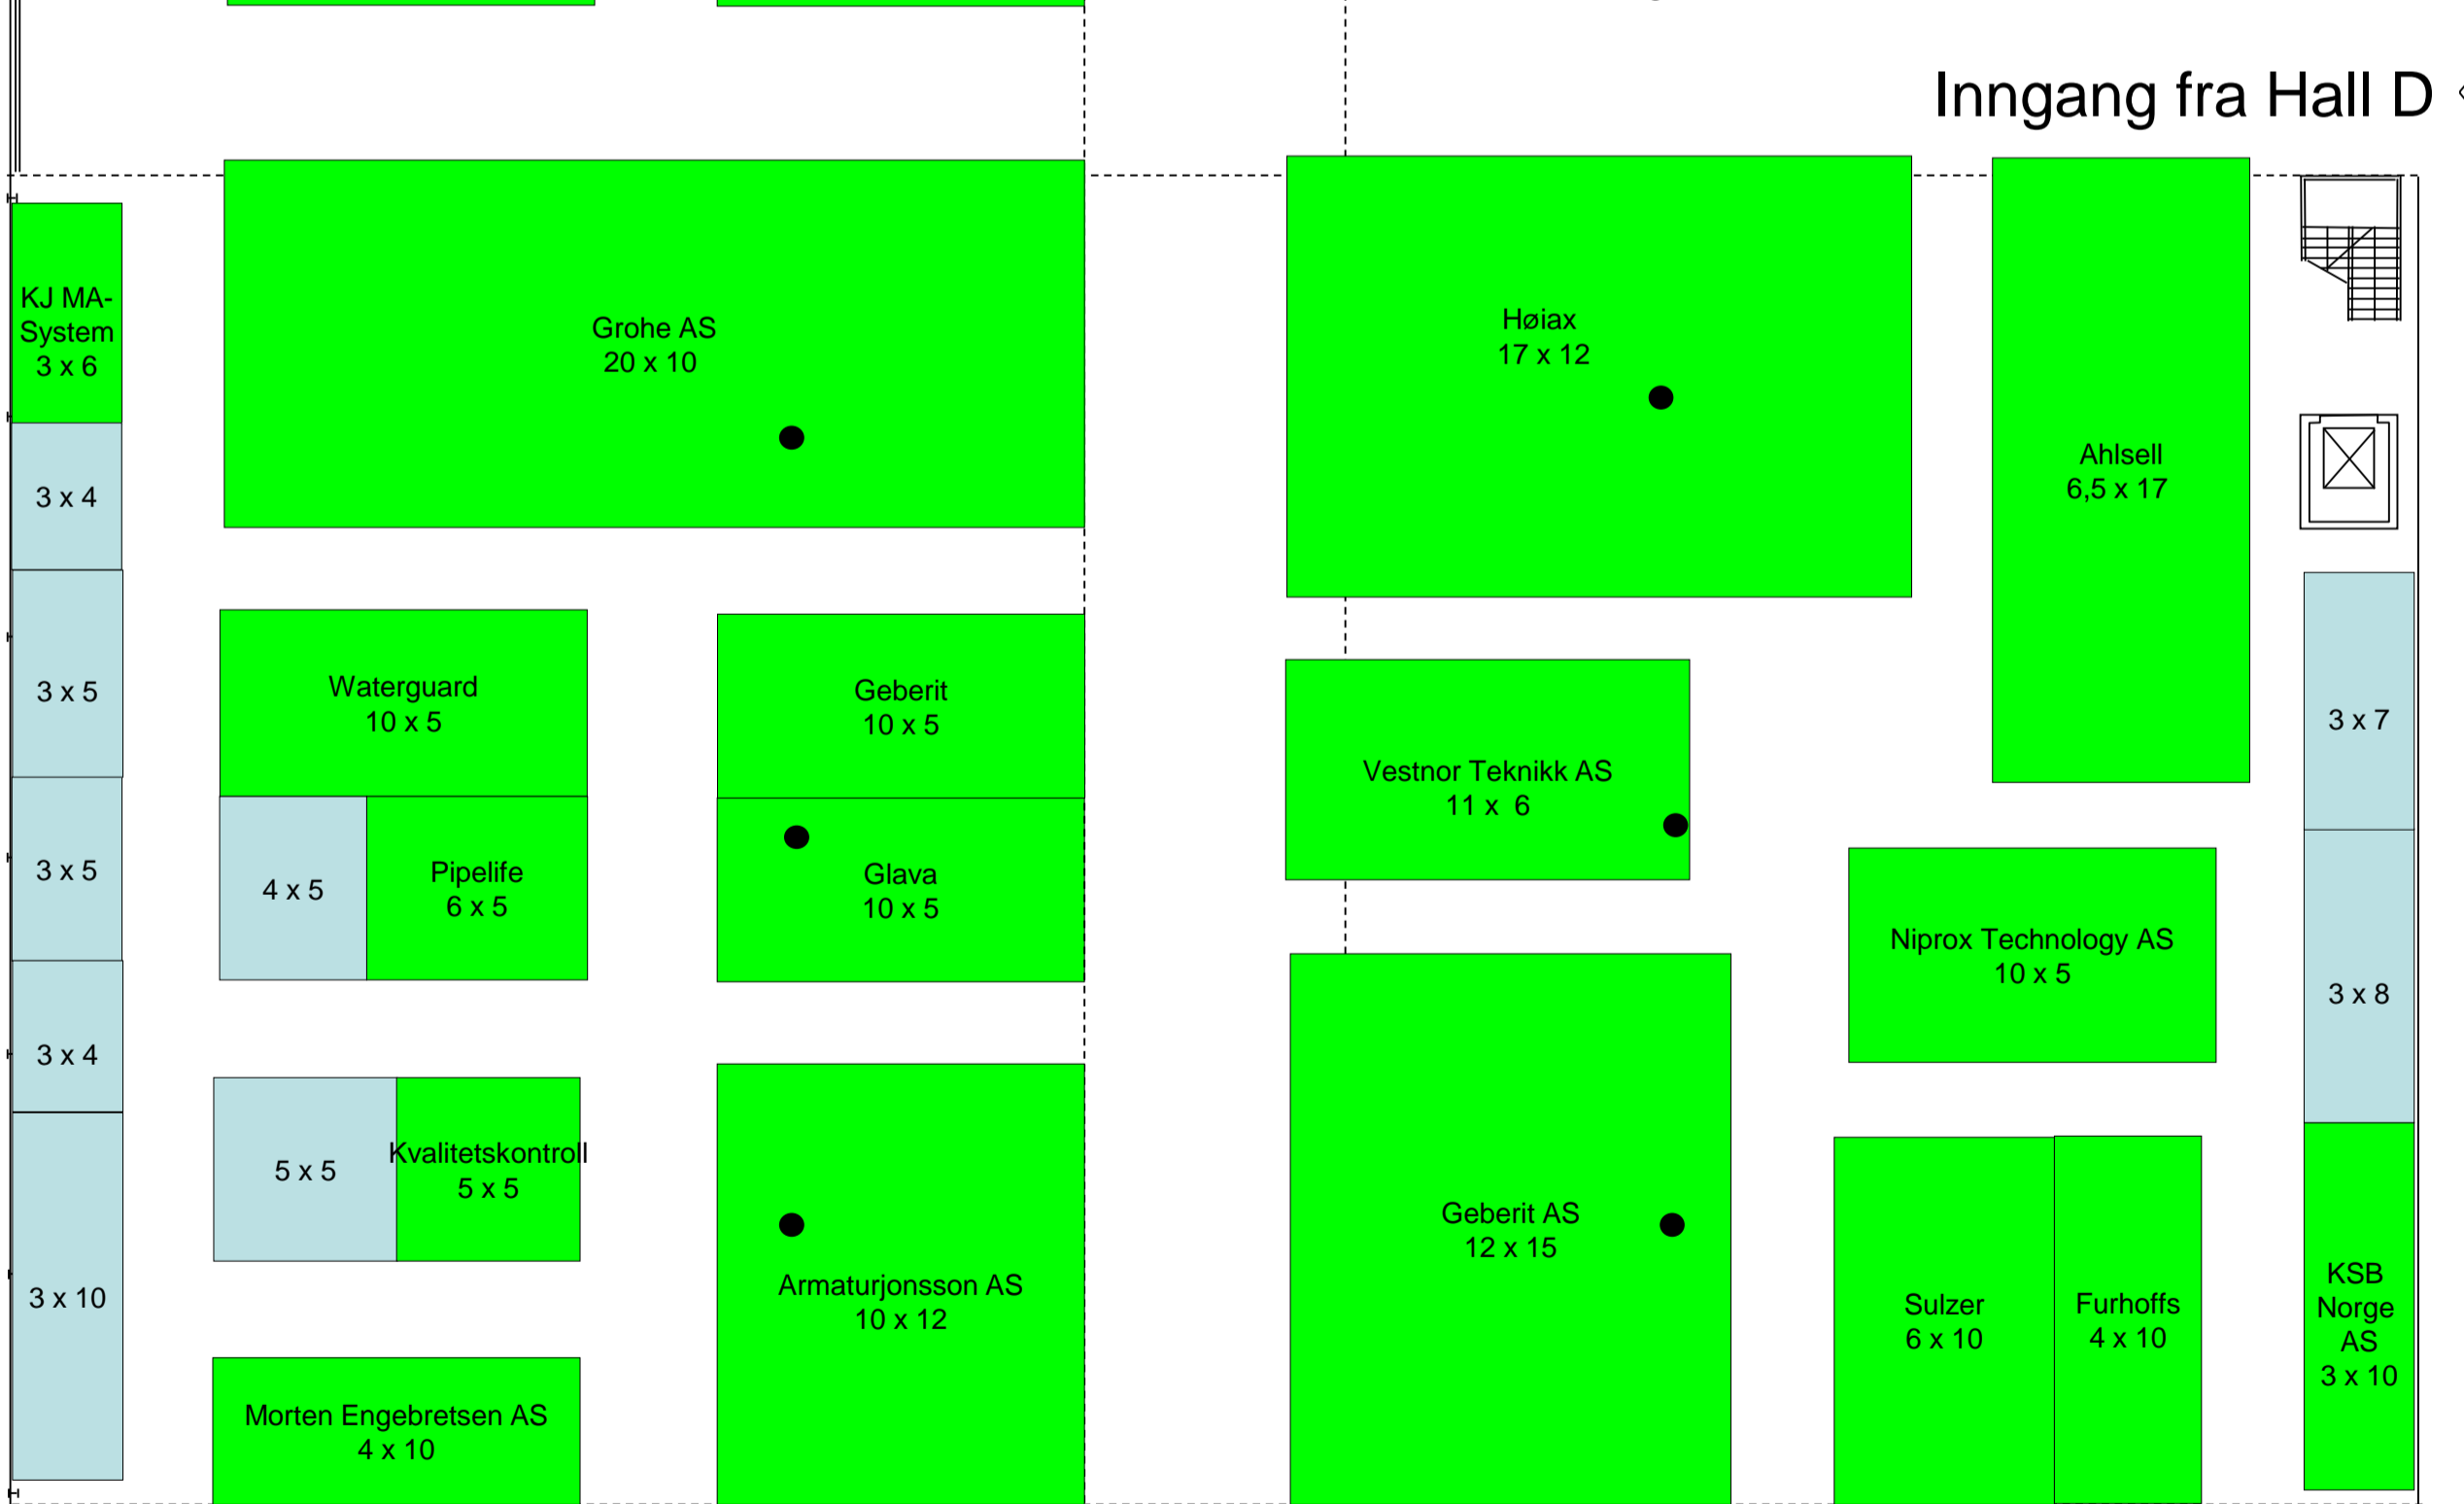 Inngang fra Hall D
KJ MA-
System
3 x 6
Grohe AS
20 x 10
Høiax
17 x 12
Ahlsell
6,5 x 17
3 x 4
3 x 5
Waterguard
10 x 5
Geberit
10 x 5
Vestnor Teknikk AS
11 x  6
3 x 7
3 x 5
4 x 5
Pipelife
6 x 5
Glava
10 x 5
Niprox Technology AS
10 x 5
3 x 8
3 x 4
5 x 5
Kvalitetskontroll
5 x 5
Armaturjonsson AS
10 x 12
Geberit AS
12 x 15
Sulzer
6 x 10
Furhoffs
4 x 10
KSB
Norge
AS
3 x 10
3 x 10
Morten Engebretsen AS
4 x 10